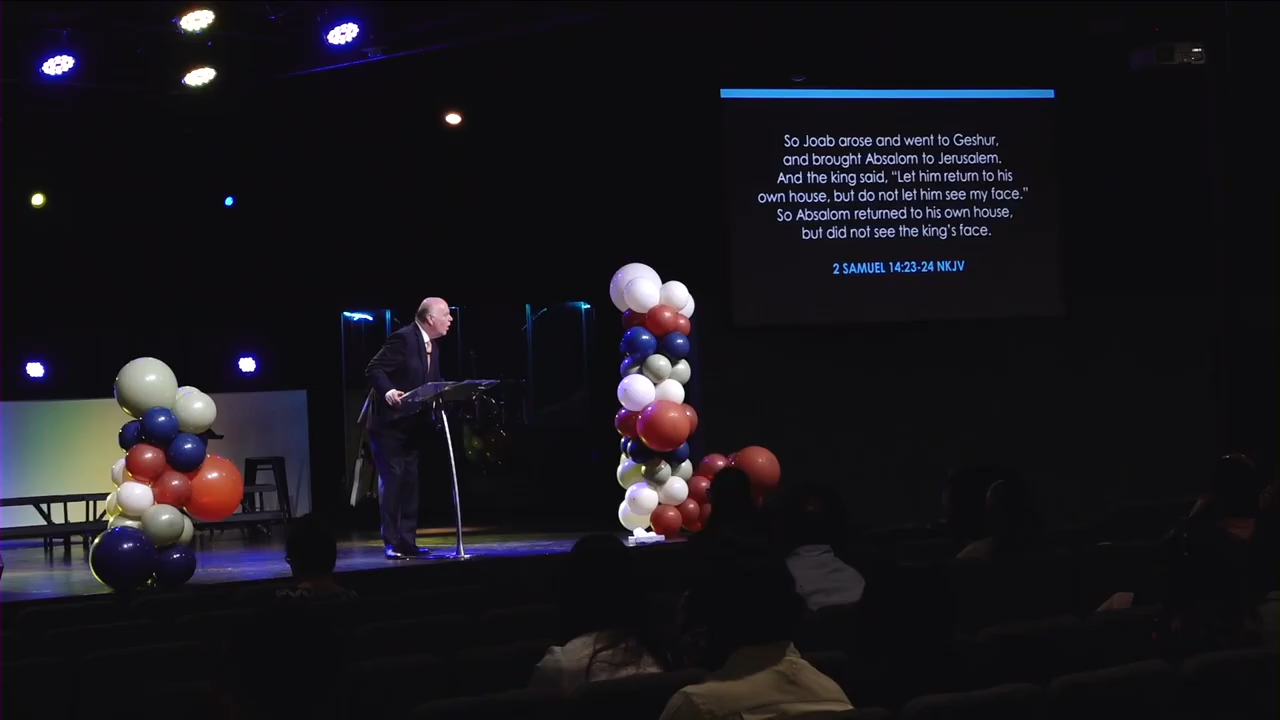 So Joab arose and went to Geshur,
and brought Absalom to Jerusalem.
And the king said, “Let him return to his
own house, but do not let him see my face.”
So Absalom returned to his own house,
but did not see the king’s face.
2 SAMUEL 14:23-24 NKJV